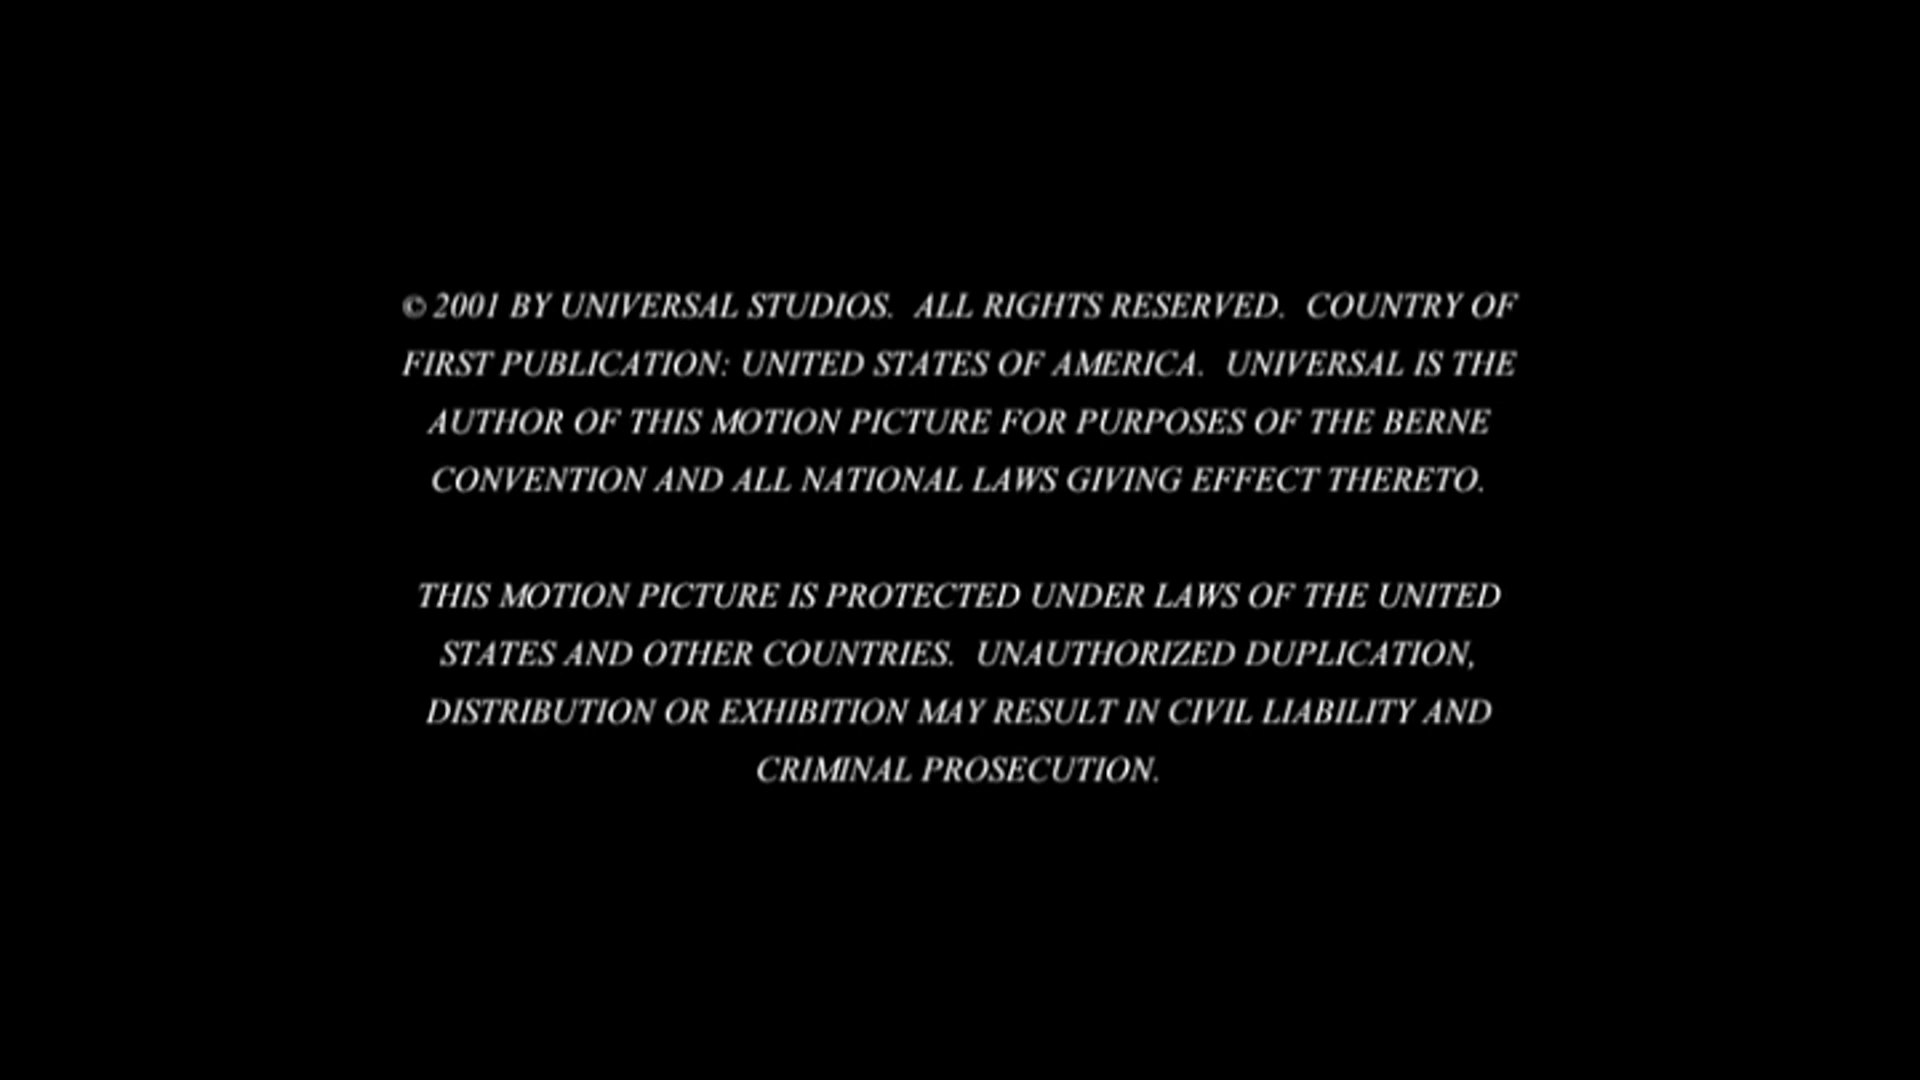 © 2001 BY UNIVERSAL STUDIOS. ALL RIGHTS RESERVED. COUNTRY OF
FIRST PUBLICATION: UNITED STATES OF AMERICA. UNIVERSAL IS THE
AUTHOR OF THIS MOTION PICTURE FOR PURPOSES OF THE BERNE
CONVENTION AND ALL NATIONAL LAWS GIVING EFFECT THERETO.
THIS MOTION PICTURE IS PROTECTED UNDER LAWS OF THE UNITED
STATES AND OTHER COUNTRIES. UNAUTHORIZED DUPLICATION,
DISTRIBUTION OR EXHIBITION MAY RESULT IN CIVIL LIABILITY AND
CRIMINAL PROSECUTION.